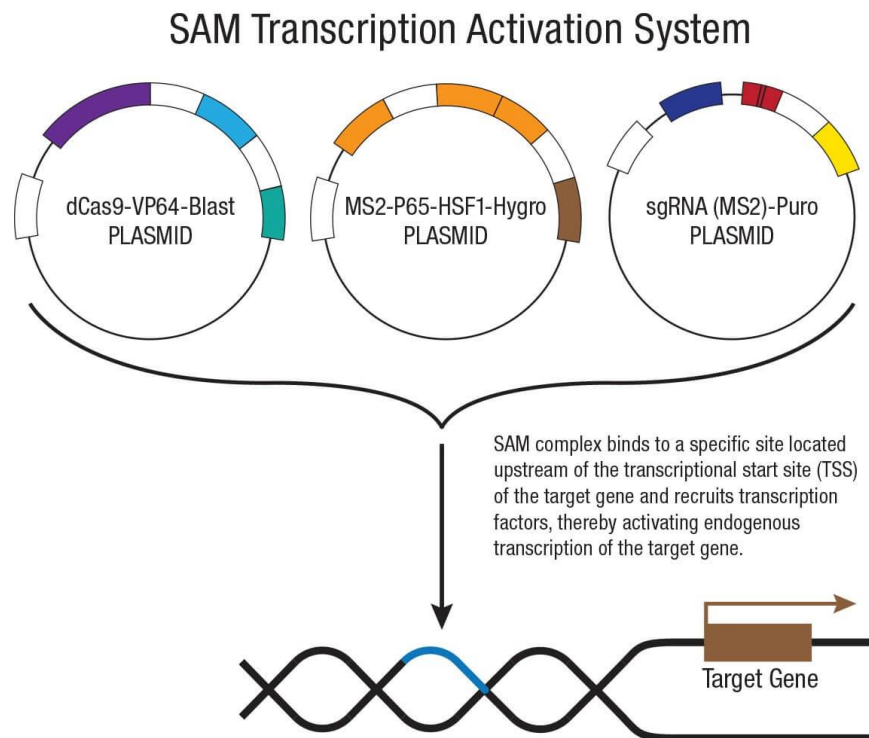 SAM Transcription Activation System
dCas9-VP64-Blast
PLASMID
MS2-P65-HSF1-Hygro
PLASMID
sgRNA (MS2)-Puro
PLASMID
SAM complex binds to a specific site located
upstream of the transcriptional start site (TSS)
of the target gene and recruits transcription
factors, thereby activating endogenous
transcription of the target gene.
Target Gene